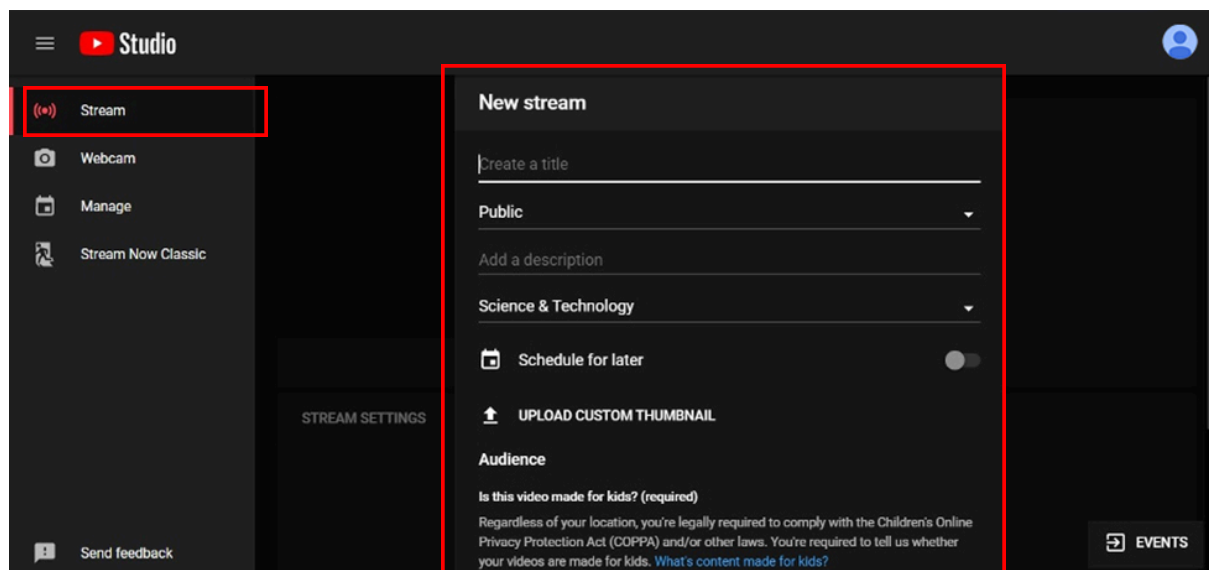 Studio
Stream
Webcam
Manage
Stream Now Classic
New stream
Create a title
Public
Add a description
Science & Technology
Schedule for later
STREAM SETTINGS
UPLOAD CUSTOM THUMBNAIL
Audience
Is this video made for kids? (required)
Regardless of your location, you're legally required to comply with the Children's Online
Privacy Protection Act (COPPA) and/or other laws. You're required to tell us whether
your videos are made for kids. What's content made for kids?
Send feedback
EVENTS